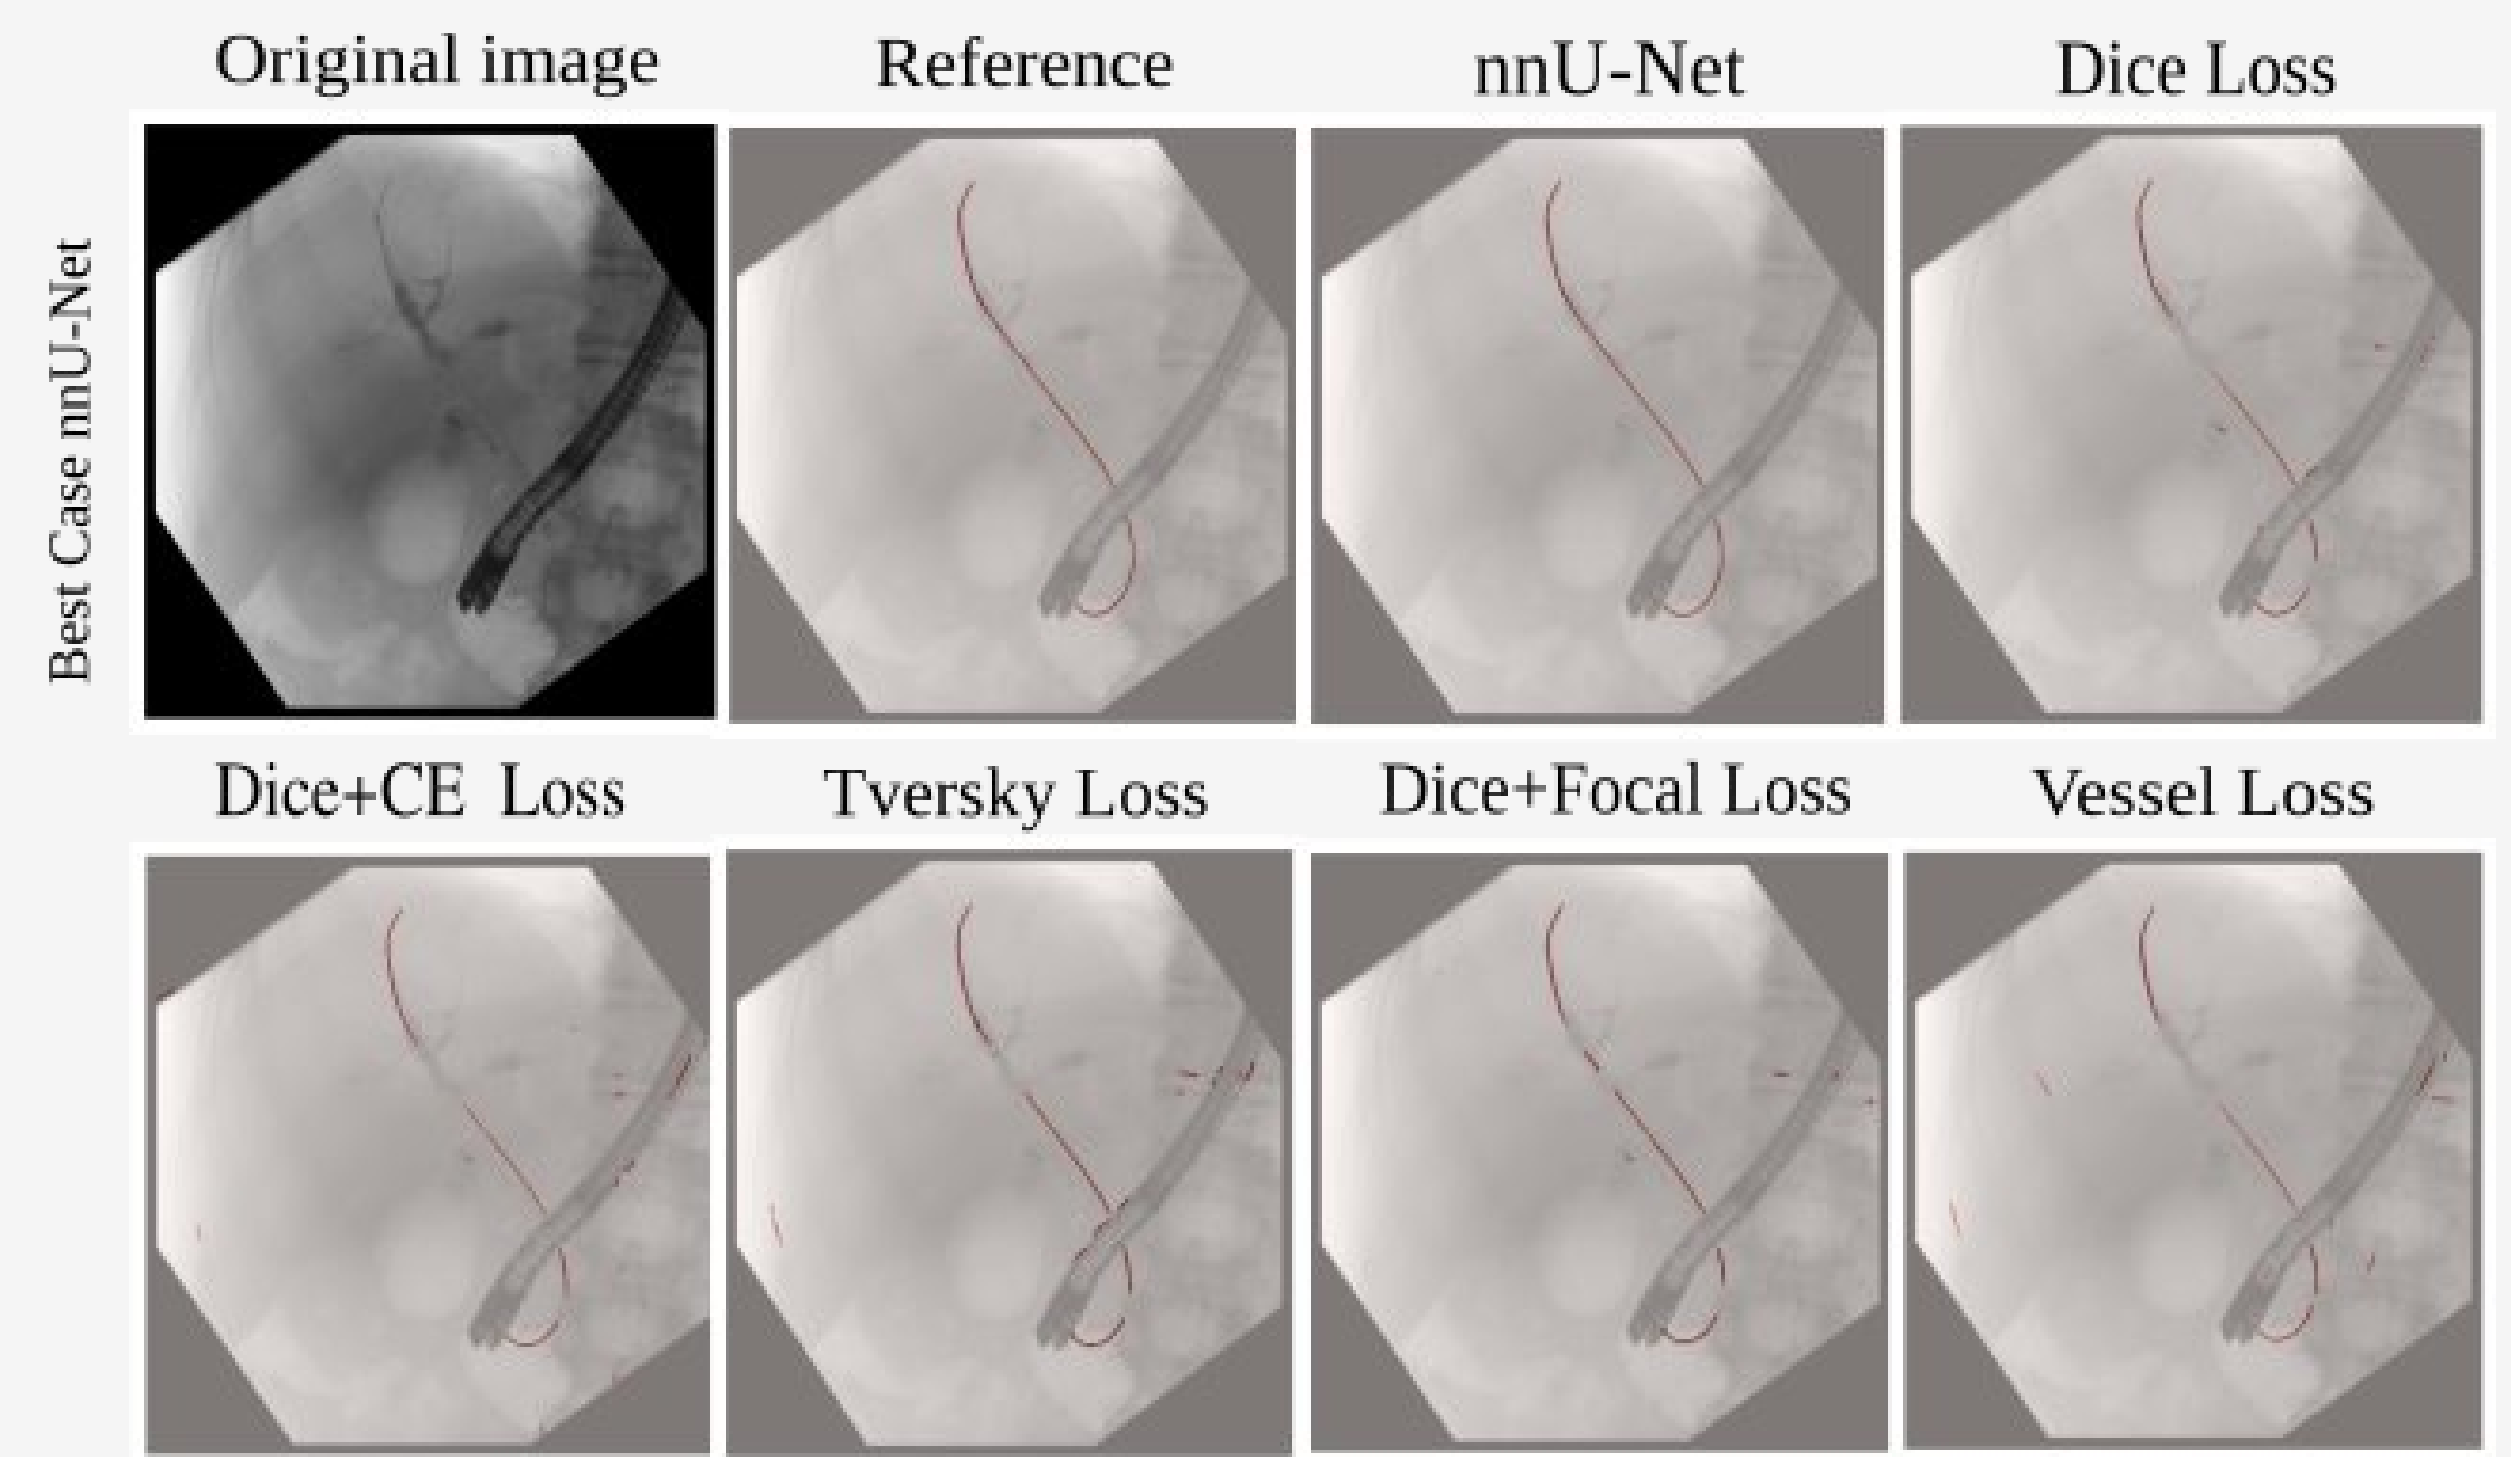 Original image
Reference
nnU-Net
Dice Loss
Best Case nnU-Net
Dice+CE Loss
Tversky Loss
Dice+Focal Loss
Vessel Loss